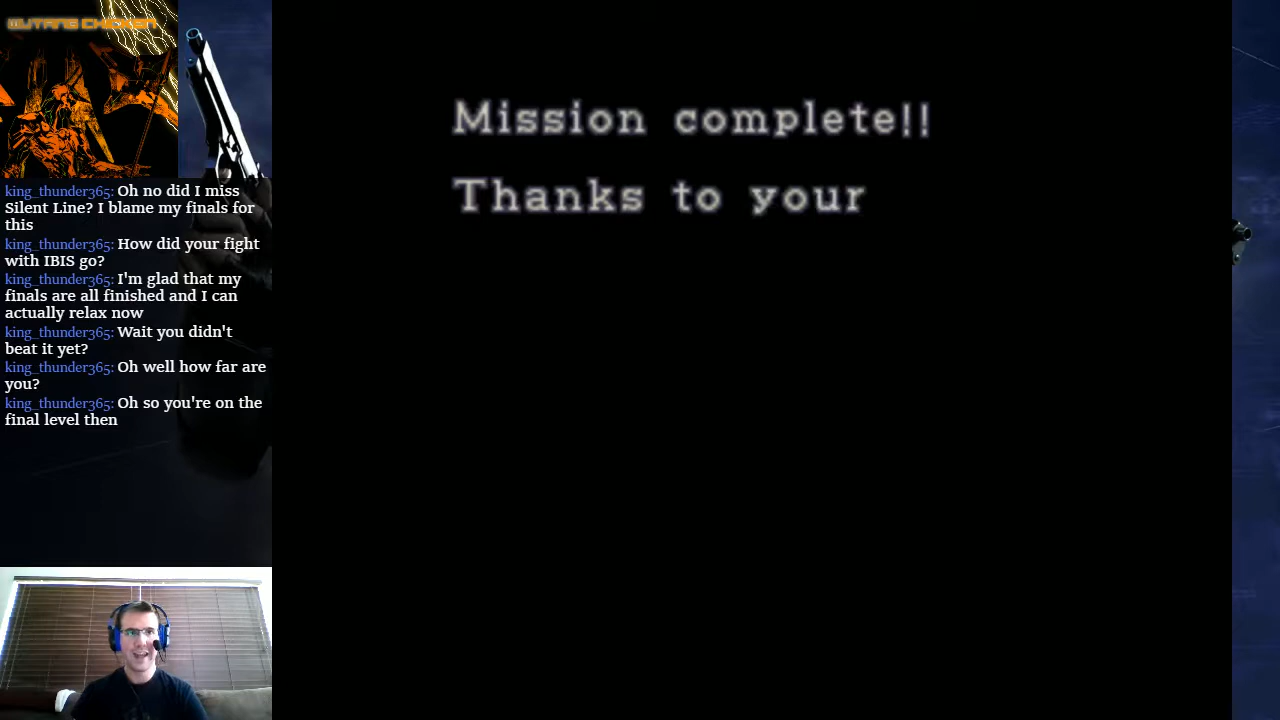 WUTANG CHICKEN
king_thunder365: Oh no did I miss
Silent Line? I blame my finals for
this
king_thunder365: How did your fight
with IBIS go?
king_thunder365: I'm glad that my
finals are all finished and I can
actually relax now
king_thunder365: Wait you didn't
beat it yet?
king_thunder365: Oh well how far are
you?
king_thunder365: Oh so you're on the
final level then
Mission complete!!
Thanks to your